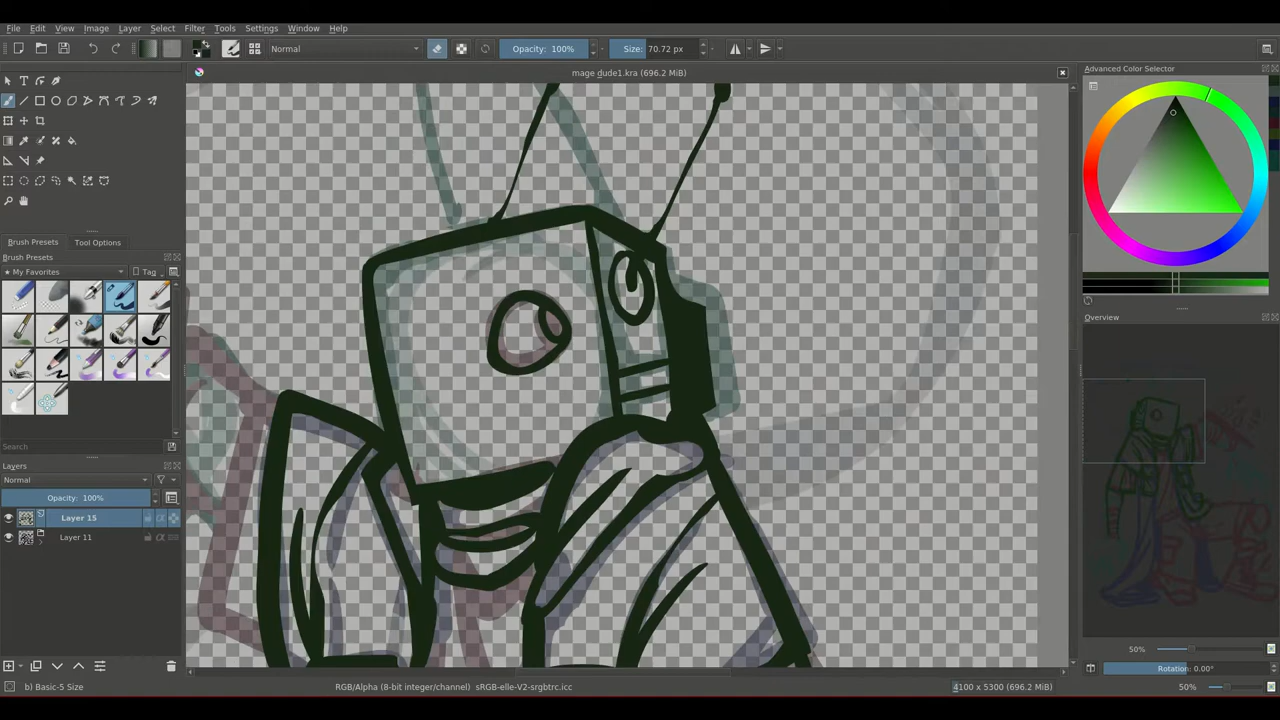 File Edit View Image Layer Select Filter Tools Settings Window Help
Normal Opacity: 100% Size: 70.72 px
mage dude1.kra (696.2 MiB)
Advanced Color Selector
Brush Presets Tool Options
Brush Presets
My Favorites Tag
Overview
Search
Layers
Normal
Opacity: 100%
Layer 15
Layer 11
50%
Rotation: 0.00°
b) Basic-5 Size RGB/Alpha (8-bit integer/channel) sRGB-elle-V2-srgbtrc.icc 4100 x 5300 (696.2 MiB) 50%